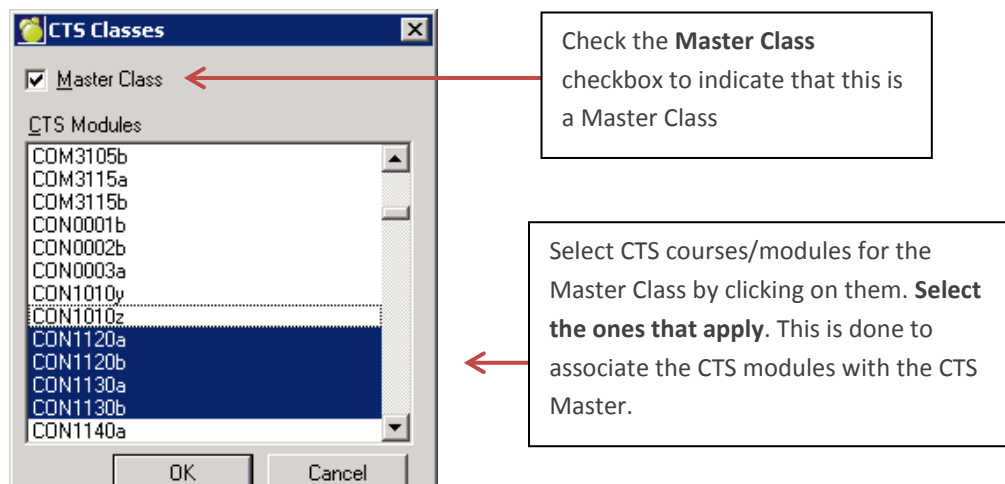 CTS Classes
Master Class
CTS Modules
COM3105b
COM3115a
COM3115b
CON0001b
CON0002b
CON0003a
CON1010y
CON1010z
CON1120a
CON1120b
CON1130a
CON1130b
CON1140a
OK Cancel
Check the Master Class
checkbox to indicate that this is
a Master Class
Select CTS courses/modules for the
Master Class by clicking on them. Select
the ones that apply. This is done to
associate the CTS modules with the CTS
Master.